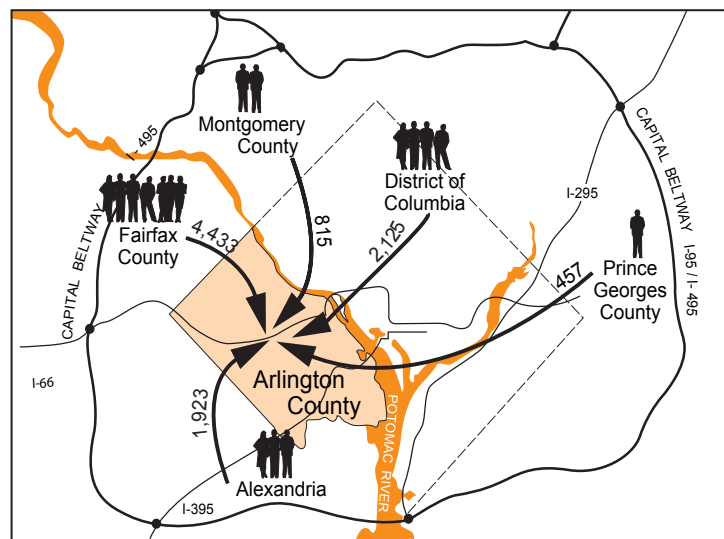 Montgomery
County
I - 495
District of
Columbia
CAPITAL BELTWAY I-95 / I- 495
I-295
4,433
Fairfax
County
815
2,125
CAPITAL BELTWAY
457
Prince
Georges
County
I-66
Arlington
County
1,923
POTOMAC RIVER
Alexandria
I-395